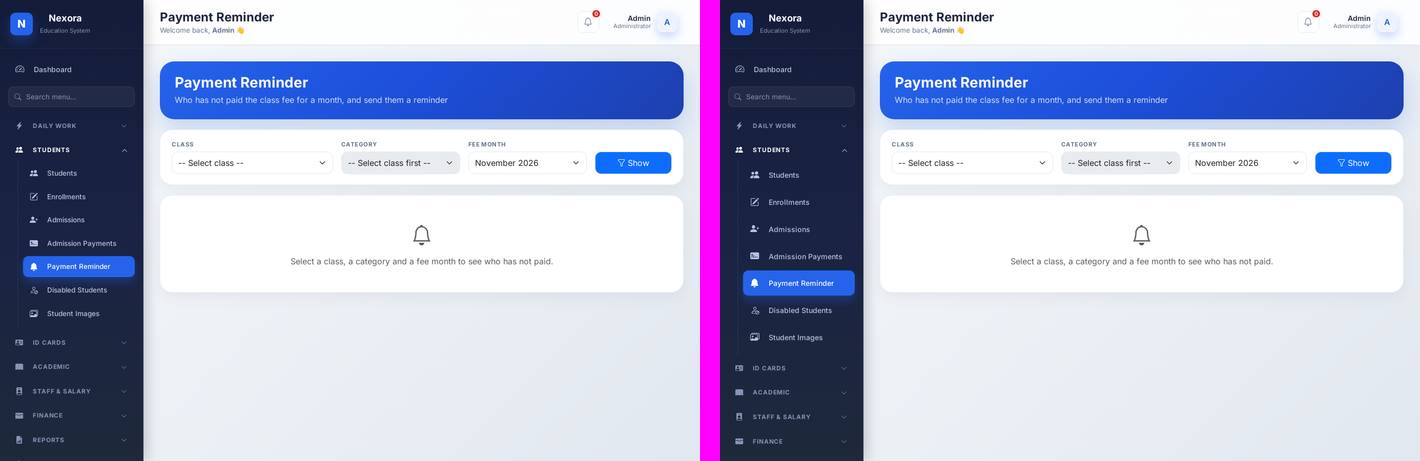 N
Nexora
Education System
Dashboard
Search menu...
DAILY WORK
STUDENTS
Students
Enrollments
Admissions
Admission Payments
Payment Reminder
Disabled Students
Student Images
ID CARDS
ACADEMIC
STAFF & SALARY
FINANCE
REPORTS
Payment Reminder
Welcome back, Admin 👋
0
Admin
Administrator
A
Payment Reminder
Who has not paid the class fee for a month, and send them a reminder
CLASS
CATEGORY
FEE MONTH
-- Select class --
-- Select class first --
November 2026
Show
Select a class, a category and a fee month to see who has not paid.
N
Nexora
Education System
Dashboard
Search menu...
DAILY WORK
STUDENTS
Students
Enrollments
Admissions
Admission Payments
Payment Reminder
Disabled Students
Student Images
ID CARDS
ACADEMIC
STAFF & SALARY
FINANCE
Payment Reminder
Welcome back, Admin 👋
0
Admin
Administrator
A
Payment Reminder
Who has not paid the class fee for a month, and send them a reminder
CLASS
CATEGORY
FEE MONTH
-- Select class --
-- Select class first --
November 2026
Show
Select a class, a category and a fee month to see who has not paid.